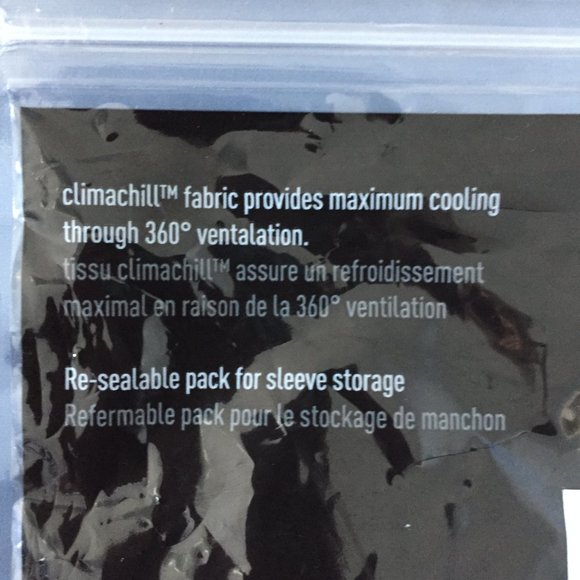 climachill™ fabric provides maximum cooling
through 360° ventalation.
tissu climachill™ assure un refroidissement
maximal en raison de la 360° ventilation
Re-sealable pack for sleeve storage
Refermable pack pour le stockage de manchon